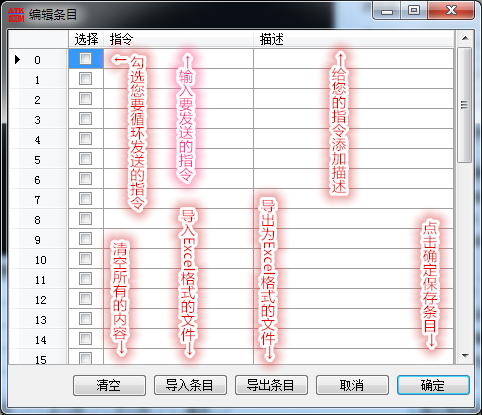 ATK
XCOM
编辑条目
选择 指令 描述
0
1
2
3
4
5
6
7
8
9
10
11
12
13
14
15
←勾选您要循环发送的指令
↑输入要发送的指令
↑给您的指令添加描述
清空所有的内容↓
导入Excel格式的文件↓
导出为Excel格式的文件↓
点击确定保存条目↓
清空 导入条目 导出条目 取消 确定